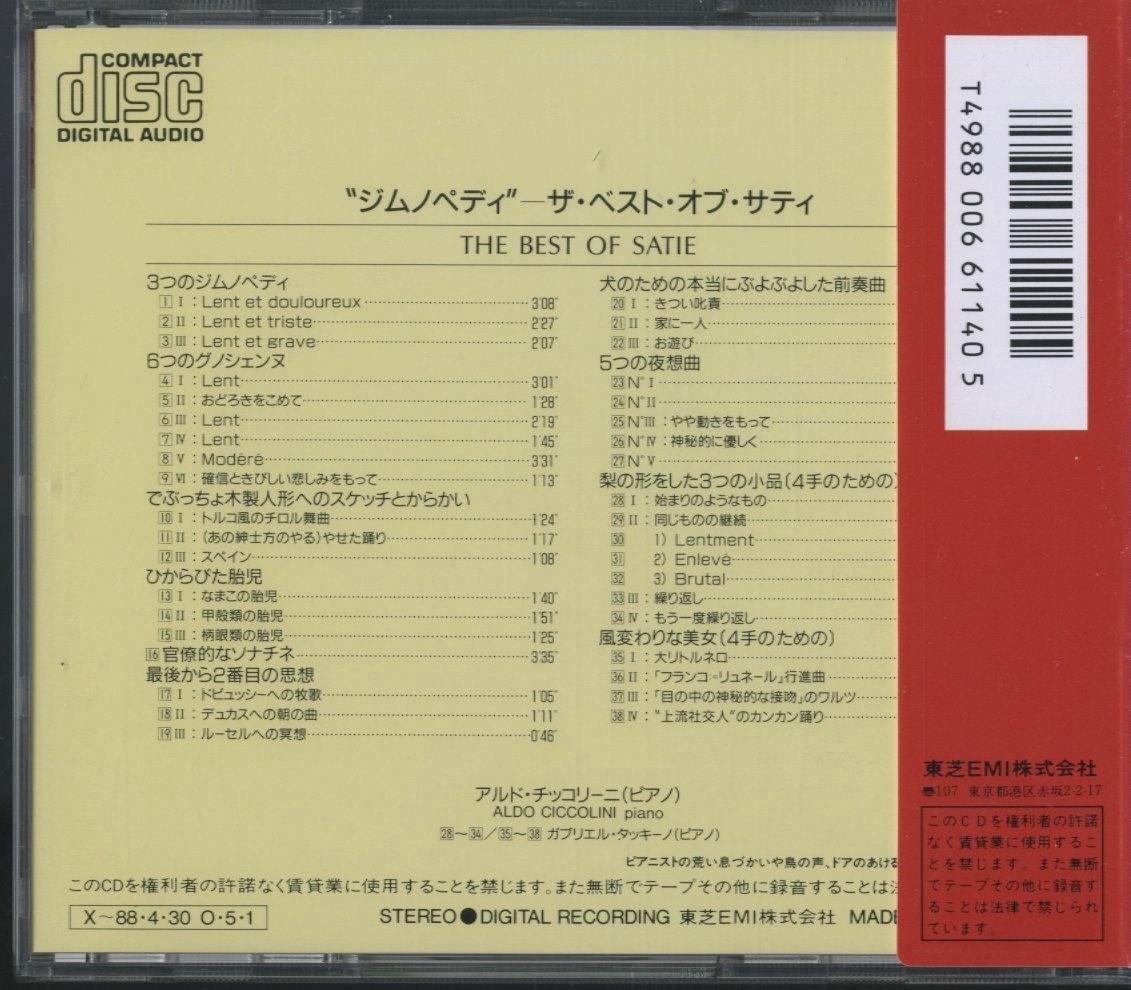 COMPACT
disc
DIGITAL AUDIO
“ジムノペディ”—ザ・ベスト・オブ・サティ
THE BEST OF SATIE
3つのジムノペディ
1 I：Lent et douloureux 3'08"
2 II：Lent et triste 2'27"
3 III：Lent et grave 2'07"
6つのグノシェンヌ
4 I：Lent 3'01"
5 II：おどろきをこめて 1'28"
6 III：Lent 2'19"
7 IV：Lent 1'45"
8 V：Modéré 3'31"
9 VI：確信ときびしい悲しみをもって 1'13"
でぶっちょ木製人形へのスケッチとからかい
10 I：トルコ風のチロル舞曲 1'24"
11 II：(あの紳士方のやる)やせた踊り 1'17"
12 III：スペイン 1'08"
ひからびた胎児
13 I：なまこの胎児 1'40"
14 II：甲殻類の胎児 1'51"
15 III：柄眼類の胎児 1'25"
16 官僚的なソナチネ 3'35"
最後から2番目の思想
17 I：ドビュッシーへの牧歌 1'05"
18 II：デュカスへの朝の曲 1'11"
19 III：ルーセルへの冥想 0'46"
犬のための本当にぶよぶよした前奏曲
20 I：きつい叱責
21 II：家に一人
22 III：お遊び
5つの夜想曲
23 N° I
24 N° II
25 N° III：やや動きをもって
26 N° IV：神秘的に優しく
27 N° V
梨の形をした3つの小品(4手のための)
28 I：始まりのようなもの
29 II：同じものの継続
30 1) Lentment
31 2) Enlevé
32 3) Brutal
33 III：繰り返し
34 IV：もう一度繰り返し
風変わりな美女(4手のための)
35 I：大リトルネロ
36 II：「フランコ＝リュネール」行進曲
37 III：「目の中の神秘的な接吻」のワルツ
38 IV：“上流社交人”のカンカン踊り
アルド・チッコリーニ(ピアノ)
ALDO CICCOLINI piano
28～34／35～38 ガブリエル・タッキーノ(ピアノ)
ピアニストの荒い息づかいや鳥の声、ドアのあける
このCDを権利者の許諾なく賃貸業に使用することを禁じます。また無断でテープその他に録音することは
X～88・4・30 O・5・1
STEREO●DIGITAL RECORDING 東芝EMI株式会社 MADE
T4988 006 61140 5
東芝EMI株式会社
〒107 東京都港区赤坂2-2-17
このCDを権利者の許諾
なく賃貸業に使用するこ
とを禁じます。また無断
でテープその他に録音す
ることは法律で禁じられ
ています。